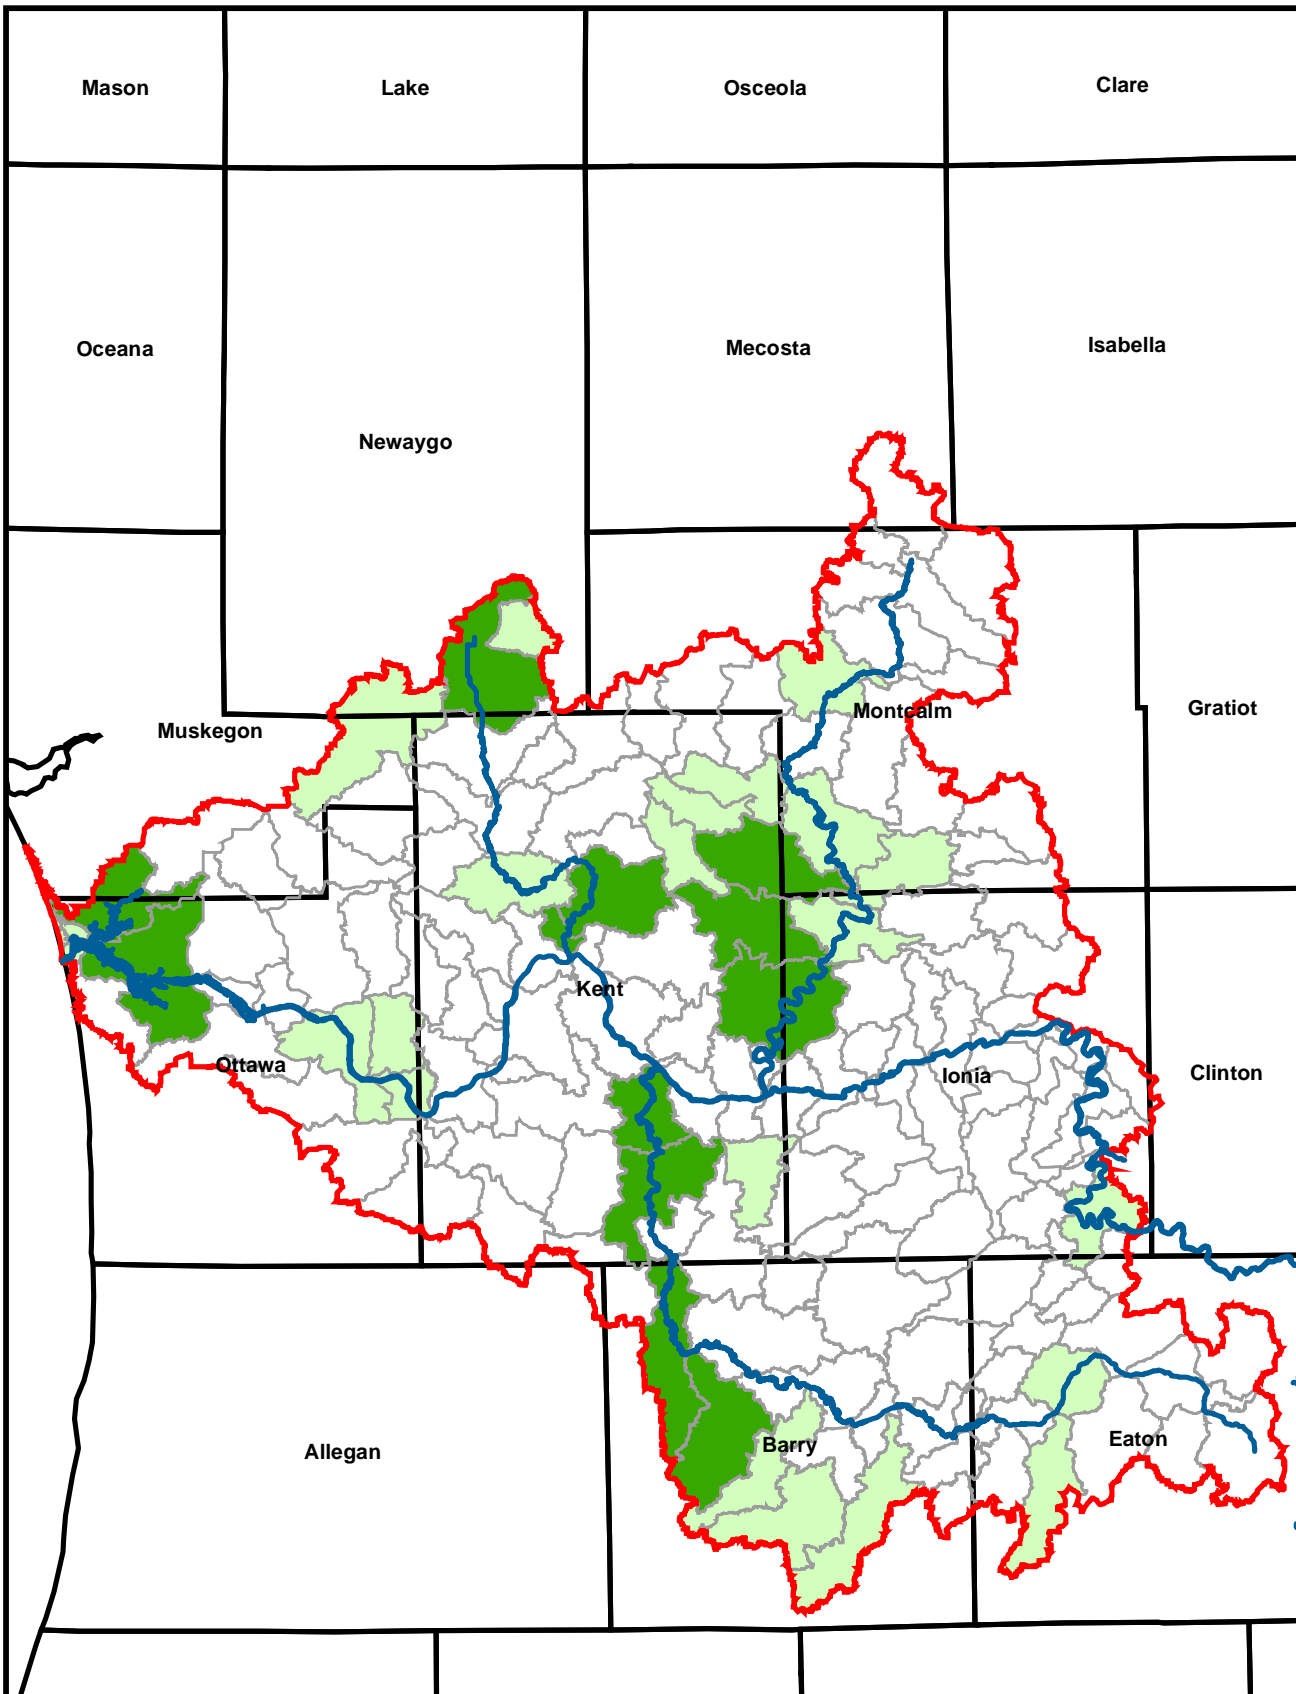 Mason
Lake
Osceola
Clare
Oceana
Mecosta
Isabella
Newaygo
Muskegon
Montcalm
Gratiot
Kent
Ottawa
Ionia
Clinton
Allegan
Barry
Eaton